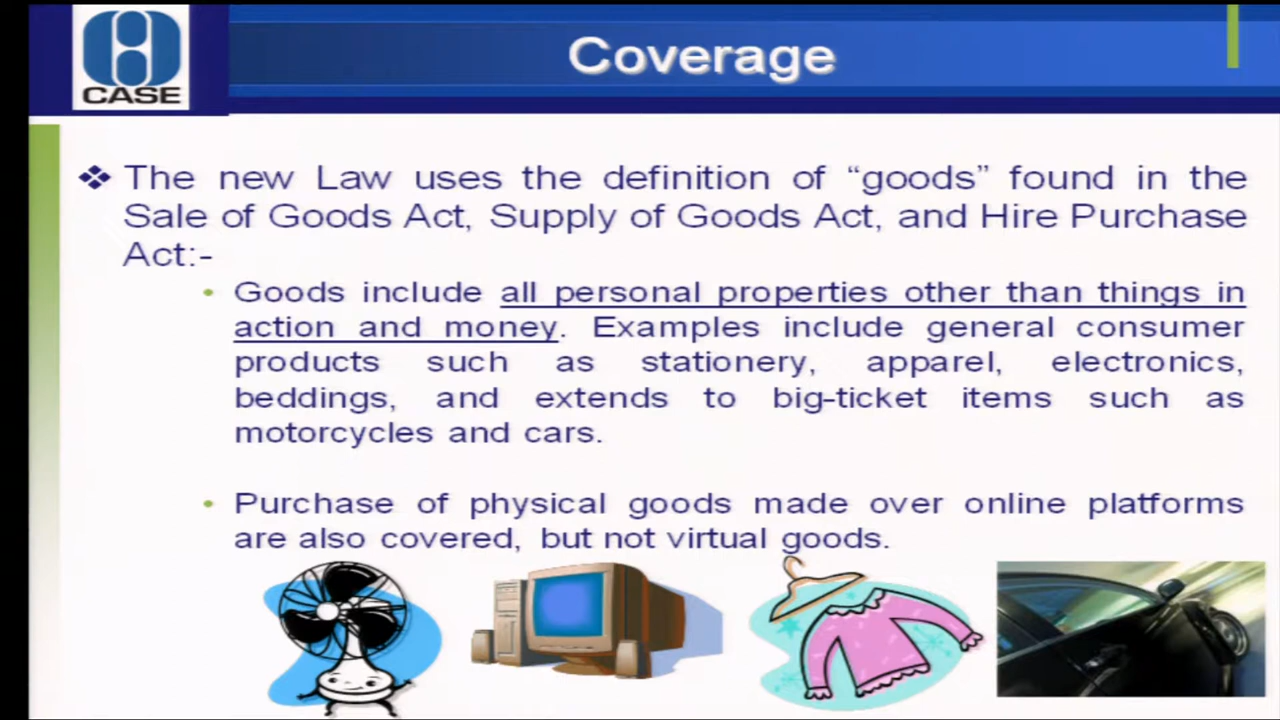 CASE
Coverage
The new Law uses the definition of “goods” found in the
Sale of Goods Act, Supply of Goods Act, and Hire Purchase
Act:-
Goods include all personal properties other than things in
action and money. Examples include general consumer
products such as stationery, apparel, electronics,
beddings, and extends to big-ticket items such as
motorcycles and cars.
Purchase of physical goods made over online platforms
are also covered, but not virtual goods.